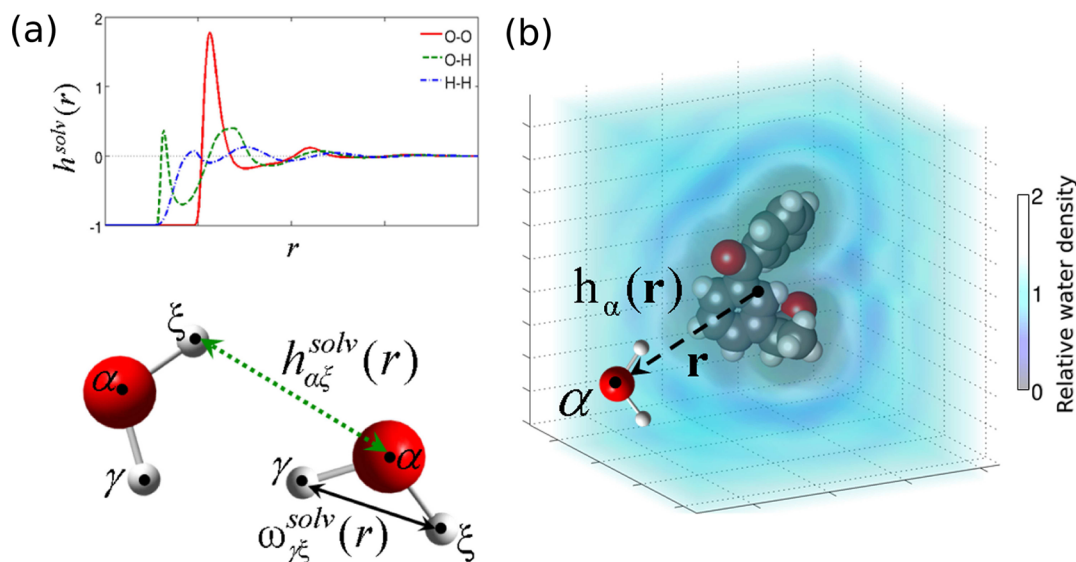 (a)
2
1
0
-1
h^solv(r)
r
O-O
O-H
H-H
ξ
α
γ
h^solv_αξ(r)
γ
α
ξ
ω^solv_γξ(r)
(b)
h_α(r)
r
α
2
1
0
Relative water density